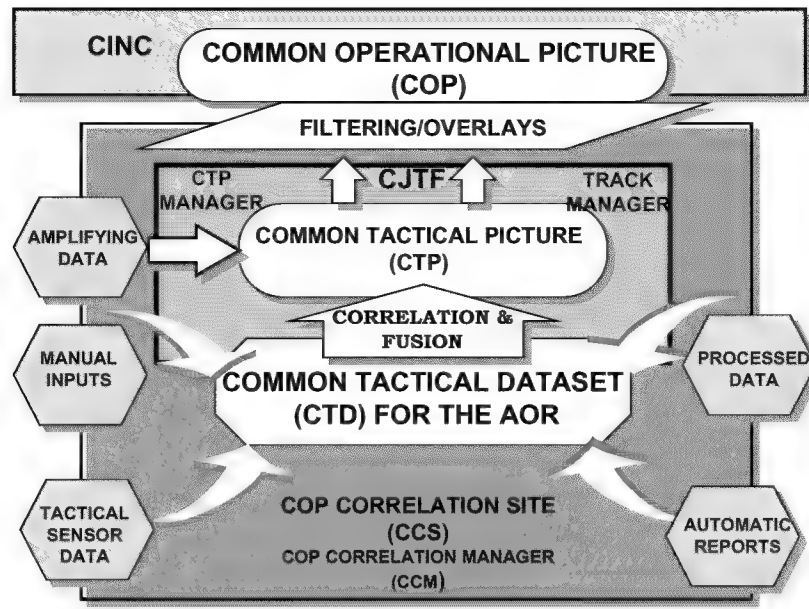 CINC
COMMON OPERATIONAL PICTURE
(COP)
FILTERING/OVERLAYS
CTP
MANAGER
CJTF
TRACK
MANAGER
AMPLIFYING
DATA
COMMON TACTICAL PICTURE
(CTP)
CORRELATION &
FUSION
MANUAL
INPUTS
PROCESSED
DATA
COMMON TACTICAL DATASET
(CTD) FOR THE AOR
TACTICAL
SENSOR
DATA
COP CORRELATION SITE
(CCS)
COP CORRELATION MANAGER
(CCM)
AUTOMATIC
REPORTS